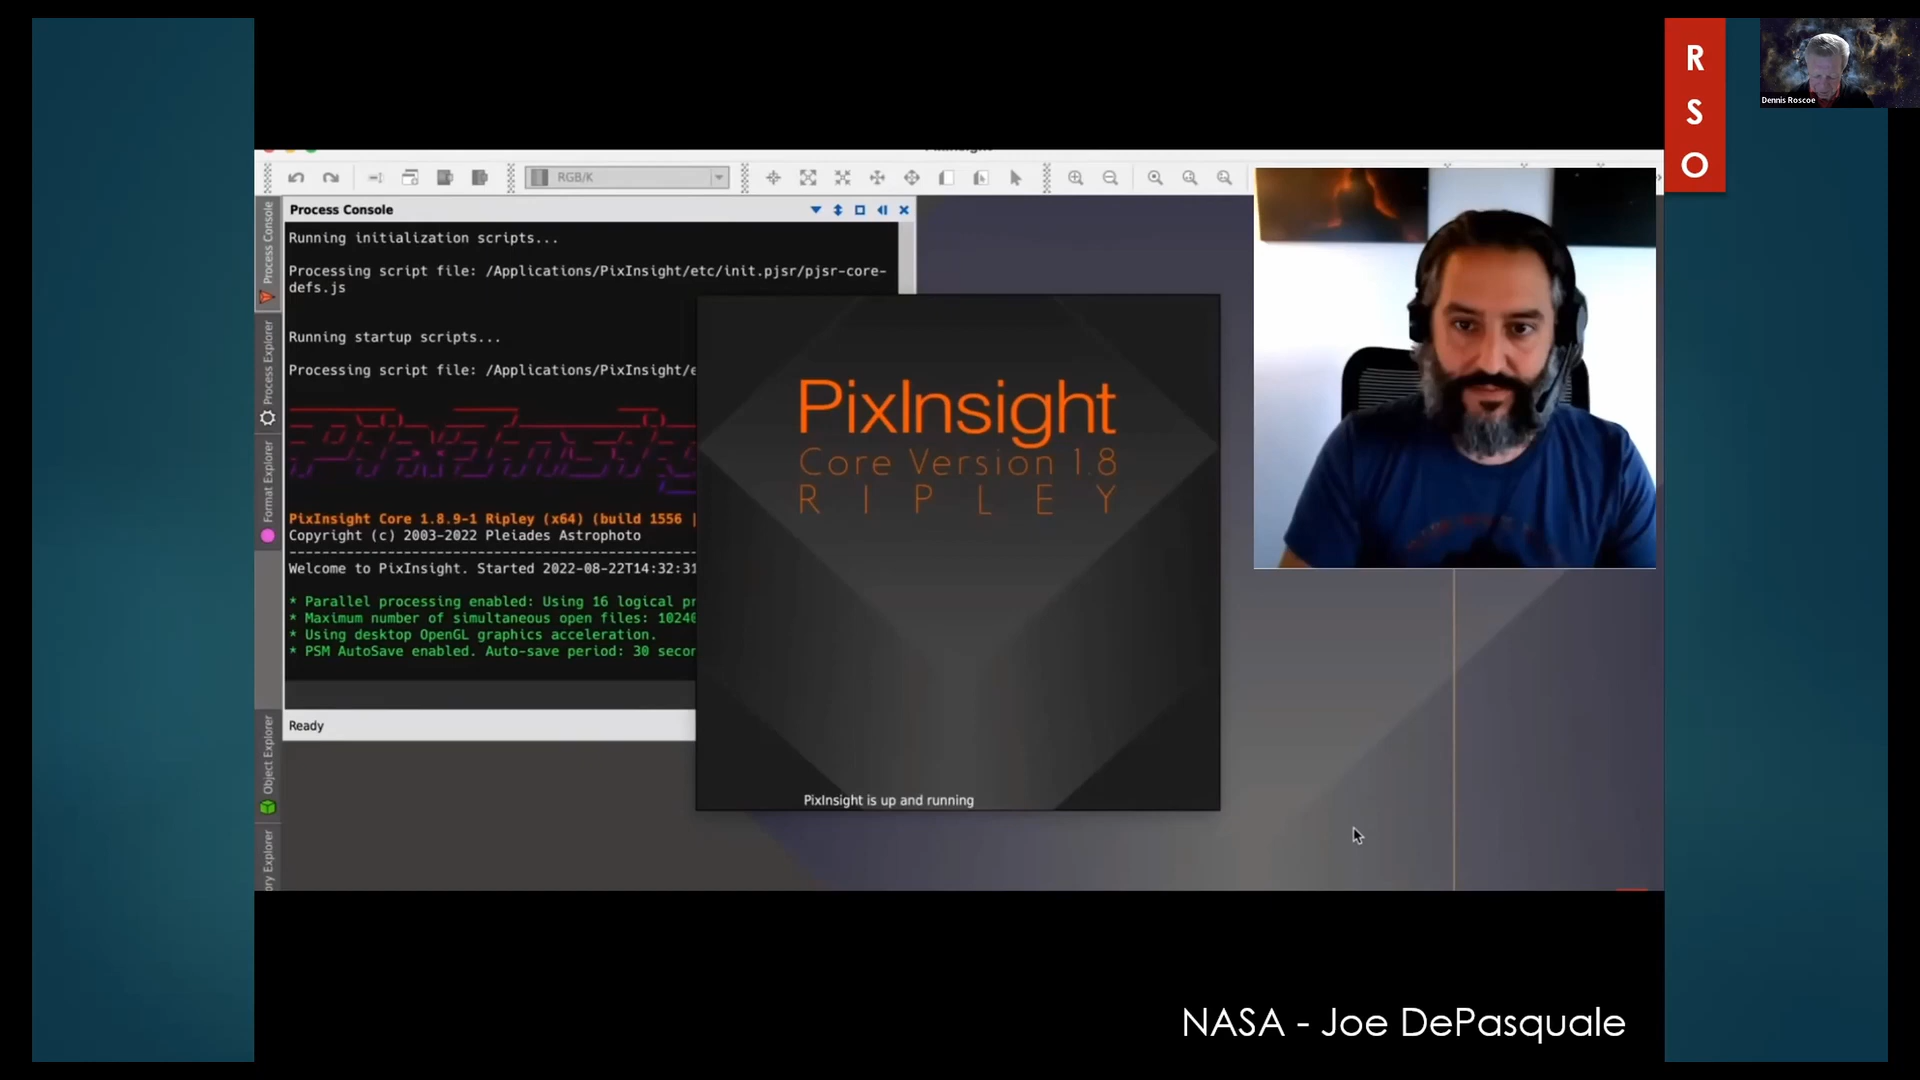 R
S
O
Dennis Roscoe
RGB/K
Process Console
Running initialization scripts...
Processing script file: /Applications/PixInsight/etc/init.pjsr/pjsr-core-
defs.js
Running startup scripts...
Processing script file: /Applications/PixInsight/e
PixInsight Core 1.8.9-1 Ripley (x64) (build 1556 |
Copyright (c) 2003-2022 Pleiades Astrophoto
Welcome to PixInsight. Started 2022-08-22T14:32:31
* Parallel processing enabled: Using 16 logical pr
* Maximum number of simultaneous open files: 10240
* Using desktop OpenGL graphics acceleration.
* PSM AutoSave enabled. Auto-save period: 30 secon
Ready
Process Console
Process Explorer
Format Explorer
Object Explorer
ory Explorer
PixInsight
Core Version 1.8
RIPLEY
PixInsight is up and running
NASA - Joe DePasquale